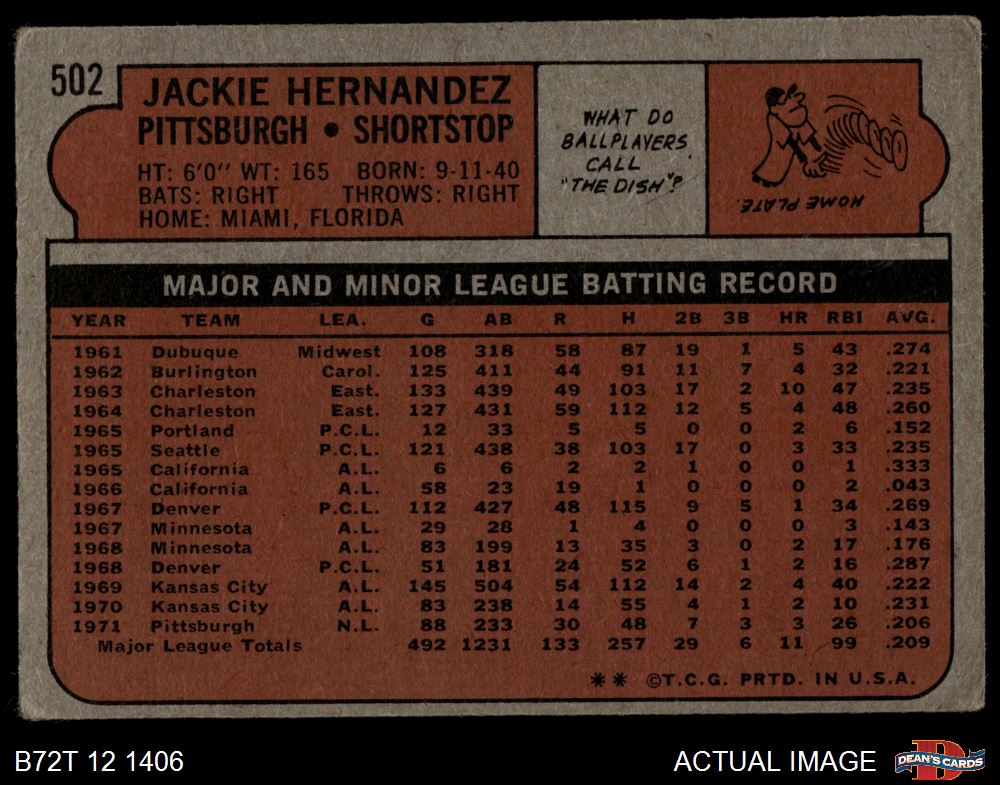 502
JACKIE HERNANDEZ
PITTSBURGH • SHORTSTOP
HT: 6'0" WT: 165 BORN: 9-11-40
BATS: RIGHT THROWS: RIGHT
HOME: MIAMI, FLORIDA
WHAT DO
BALLPLAYERS
CALL
"THE DISH"?
HOME PLATE.
MAJOR AND MINOR LEAGUE BATTING RECORD
YEAR TEAM LEA. G AB R H 2B 3B HR RBI AVG.
1961 Dubuque Midwest 108 318 58 87 19 1 5 43 .274
1962 Burlington Carol. 125 411 44 91 11 7 4 32 .221
1963 Charleston East. 133 439 49 103 17 2 10 47 .235
1964 Charleston East. 127 431 59 112 12 5 4 48 .260
1965 Portland P.C.L. 12 33 5 5 0 0 2 6 .152
1965 Seattle P.C.L. 121 438 38 103 17 0 3 33 .235
1965 California A.L. 6 6 2 2 1 0 0 1 .333
1966 California A.L. 58 23 19 1 0 0 0 2 .043
1967 Denver P.C.L. 112 427 48 115 9 5 1 34 .269
1967 Minnesota A.L. 29 28 1 4 0 0 0 3 .143
1968 Minnesota A.L. 83 199 13 35 3 0 2 17 .176
1968 Denver P.C.L. 51 181 24 52 6 1 2 16 .287
1969 Kansas City A.L. 145 504 54 112 14 2 4 40 .222
1970 Kansas City A.L. 83 238 14 55 4 1 2 10 .231
1971 Pittsburgh N.L. 88 233 30 48 7 3 3 26 .206
Major League Totals 492 1231 133 257 29 6 11 99 .209
** ©T.C.G. PRTD. IN U.S.A.
B72T 12 1406
ACTUAL IMAGE
D
DEAN'S CARDS